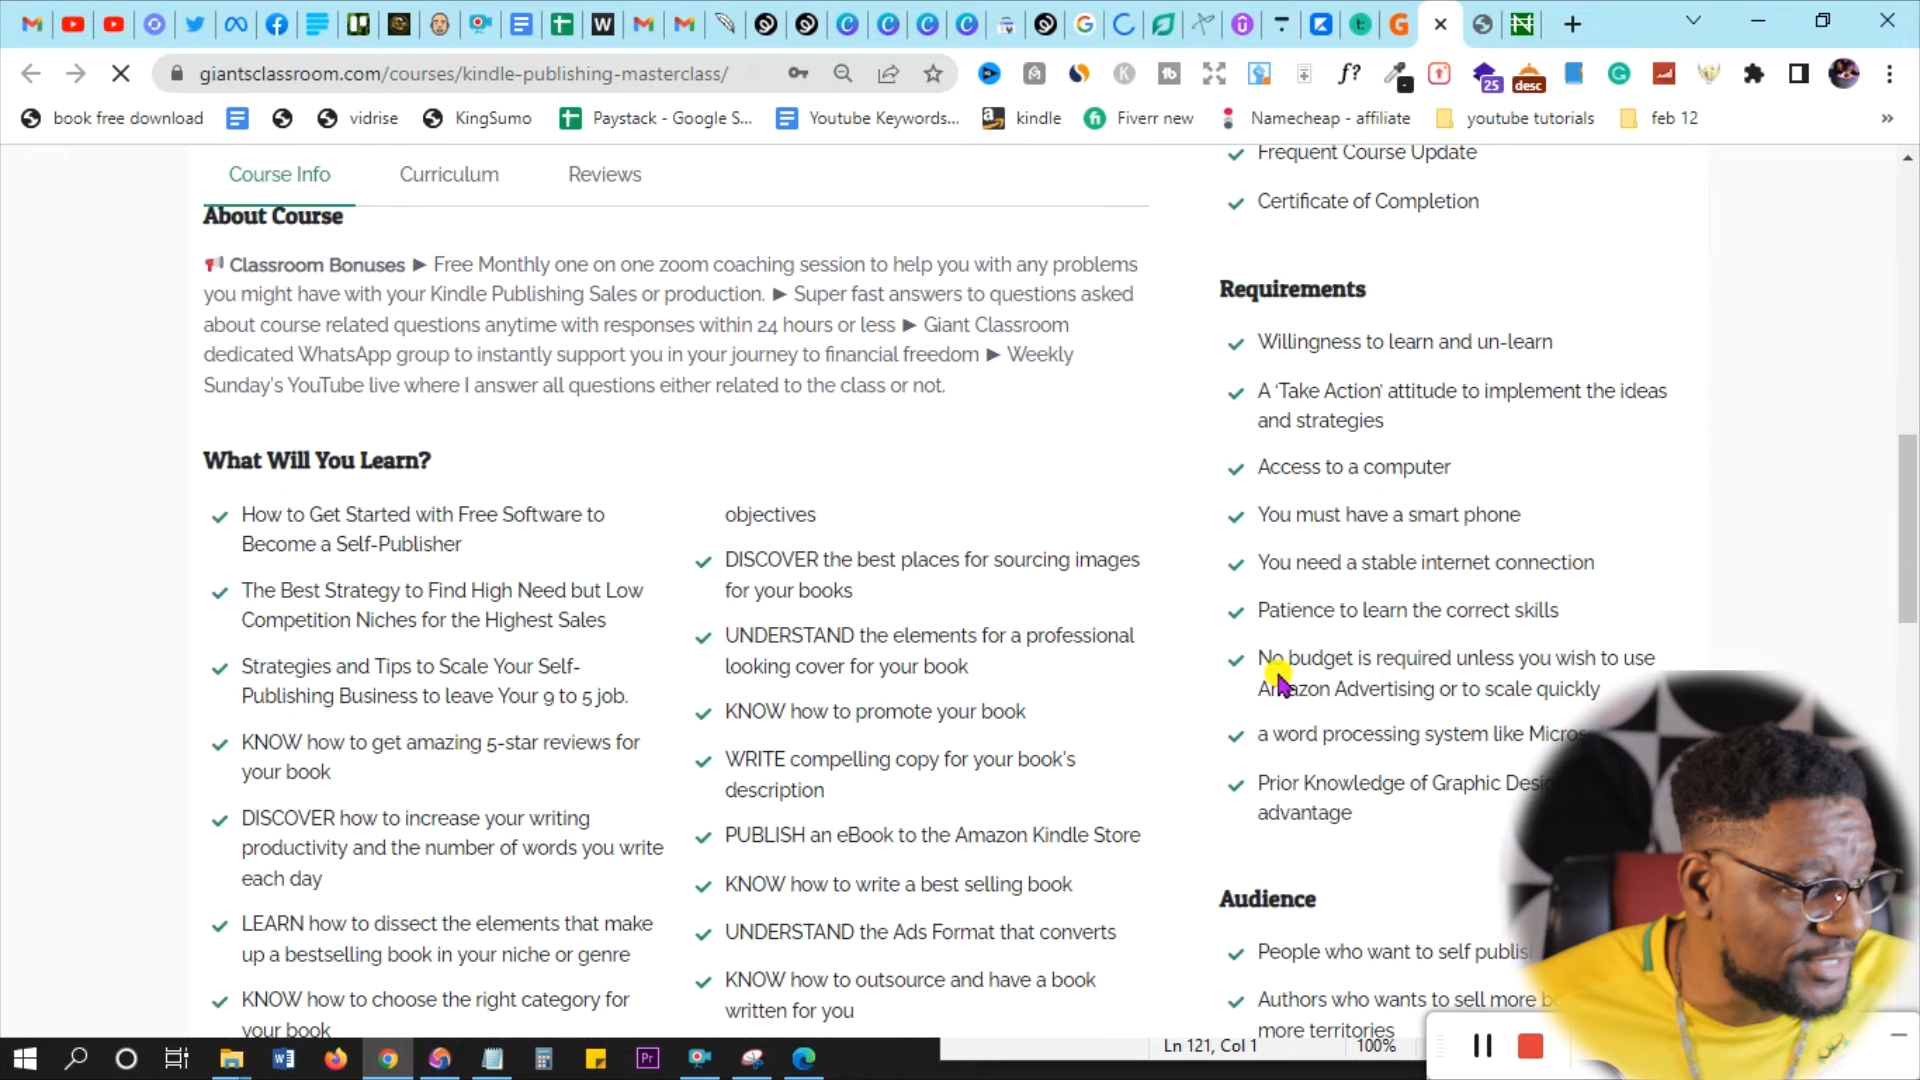 giantsclassroom.com/courses/kindle-publishing-masterclass/
25
desc
f?
book free download
vidrise
KingSumo
Paystack - Google S...
Youtube Keywords...
kindle
Fiverr new
Namecheap - affiliate
youtube tutorials
feb 12
»
Course Info
Curriculum
Reviews
About Course
Classroom Bonuses ► Free Monthly one on one zoom coaching session to help you with any problems
you might have with your Kindle Publishing Sales or production. ► Super fast answers to questions asked
about course related questions anytime with responses within 24 hours or less ► Giant Classroom
dedicated WhatsApp group to instantly support you in your journey to financial freedom ► Weekly
Sunday's YouTube live where I answer all questions either related to the class or not.
What Will You Learn?
How to Get Started with Free Software to
Become a Self-Publisher
The Best Strategy to Find High Need but Low
Competition Niches for the Highest Sales
Strategies and Tips to Scale Your Self-
Publishing Business to leave Your 9 to 5 job.
KNOW how to get amazing 5-star reviews for
your book
DISCOVER how to increase your writing
productivity and the number of words you write
each day
LEARN how to dissect the elements that make
up a bestselling book in your niche or genre
KNOW how to choose the right category for
your book
objectives
DISCOVER the best places for sourcing images
for your books
UNDERSTAND the elements for a professional
looking cover for your book
KNOW how to promote your book
WRITE compelling copy for your book's
description
PUBLISH an eBook to the Amazon Kindle Store
KNOW how to write a best selling book
UNDERSTAND the Ads Format that converts
KNOW how to outsource and have a book
written for you
Frequent Course Update
Certificate of Completion
Requirements
Willingness to learn and un-learn
A 'Take Action' attitude to implement the ideas
and strategies
Access to a computer
You must have a smart phone
You need a stable internet connection
Patience to learn the correct skills
No budget is required unless you wish to use
Amazon Advertising or to scale quickly
a word processing system like Micros
Prior Knowledge of Graphic Desi
advantage
Audience
People who want to self publis
Authors who wants to sell more b
more territories
Ln 121, Col 1
100%